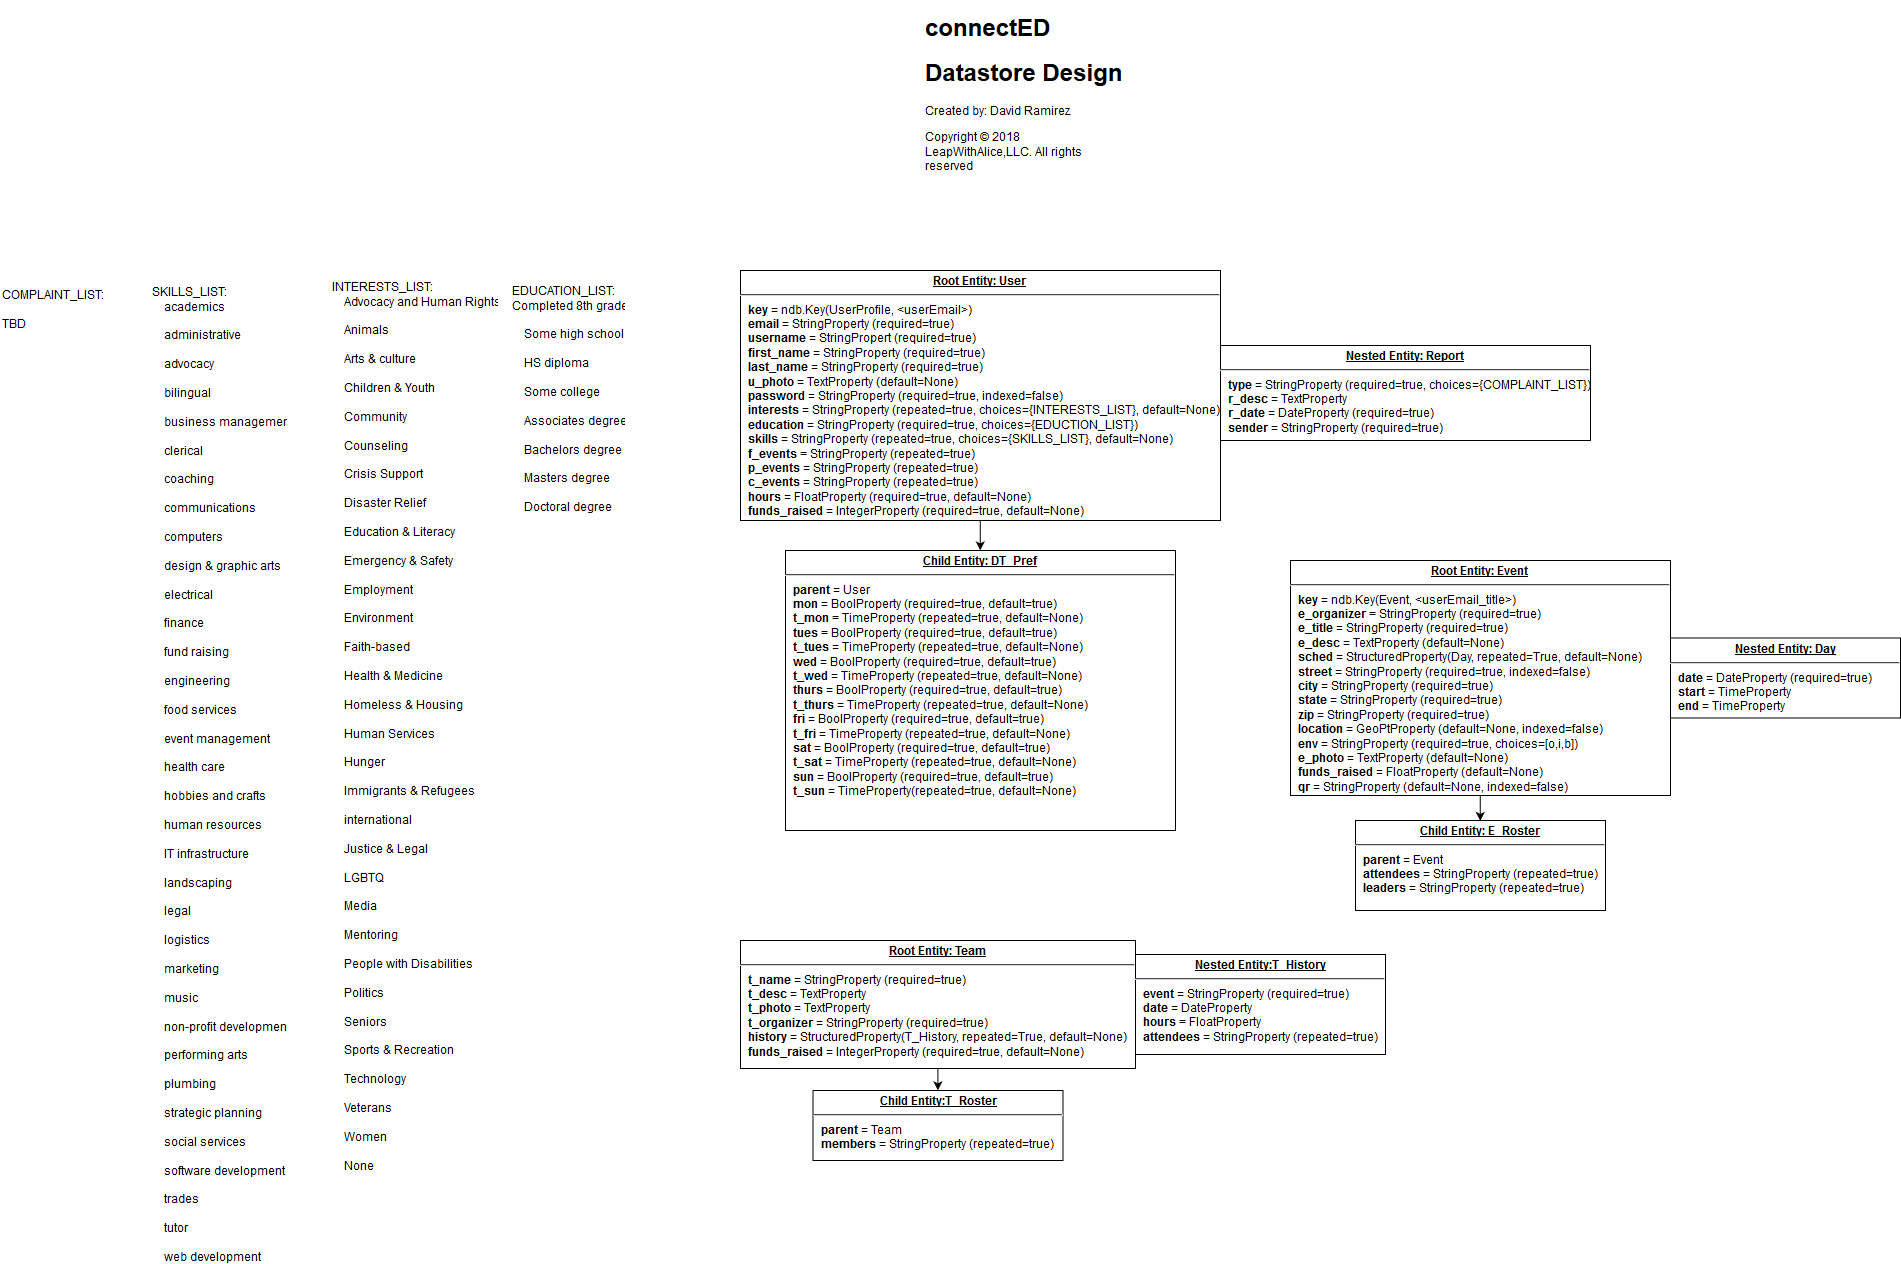 connectED
Datastore Design
Created by: David Ramirez
Copyright © 2018
LeapWithAlice,LLC. All rights
reserved
COMPLAINT_LIST:
TBD
SKILLS_LIST:
academics
administrative
advocacy
bilingual
business managemer
clerical
coaching
communications
computers
design & graphic arts
electrical
finance
fund raising
engineering
food services
event management
health care
hobbies and crafts
human resources
IT infrastructure
landscaping
legal
logistics
marketing
music
non-profit developmen
performing arts
plumbing
strategic planning
social services
software development
trades
tutor
web development
INTERESTS_LIST:
Advocacy and Human Rights
Animals
Arts & culture
Children & Youth
Community
Counseling
Crisis Support
Disaster Relief
Education & Literacy
Emergency & Safety
Employment
Environment
Faith-based
Health & Medicine
Homeless & Housing
Human Services
Hunger
Immigrants & Refugees
international
Justice & Legal
LGBTQ
Media
Mentoring
People with Disabilities
Politics
Seniors
Sports & Recreation
Technology
Veterans
Women
None
EDUCATION_LIST:
Completed 8th grade
Some high school
HS diploma
Some college
Associates degree
Bachelors degree
Masters degree
Doctoral degree
Root Entity: User
key = ndb.Key(UserProfile, <userEmail>)
email = StringProperty (required=true)
username = StringPropert (required=true)
first_name = StringProperty (required=true)
last_name = StringProperty (required=true)
u_photo = TextProperty (default=None)
password = StringProperty (required=true, indexed=false)
interests = StringProperty (repeated=true, choices={INTERESTS_LIST}, default=None)
education = StringProperty (required=true, choices={EDUCTION_LIST})
skills = StringProperty (repeated=true, choices={SKILLS_LIST}, default=None)
f_events = StringProperty (repeated=true)
p_events = StringProperty (repeated=true)
c_events = StringProperty (repeated=true)
hours = FloatProperty (required=true, default=None)
funds_raised = IntegerProperty (required=true, default=None)
Nested Entity: Report
type = StringProperty (required=true, choices={COMPLAINT_LIST})
r_desc = TextProperty
r_date = DateProperty (required=true)
sender = StringProperty (required=true)
Child Entity: DT_Pref
parent = User
mon = BoolProperty (required=true, default=true)
t_mon = TimeProperty (repeated=true, default=None)
tues = BoolProperty (required=true, default=true)
t_tues = TimeProperty (repeated=true, default=None)
wed = BoolProperty (required=true, default=true)
t_wed = TimeProperty (repeated=true, default=None)
thurs = BoolProperty (required=true, default=true)
t_thurs = TimeProperty (repeated=true, default=None)
fri = BoolProperty (required=true, default=true)
t_fri = TimeProperty (repeated=true, default=None)
sat = BoolProperty (required=true, default=true)
t_sat = TimeProperty (repeated=true, default=None)
sun = BoolProperty (required=true, default=true)
t_sun = TimeProperty(repeated=true, default=None)
Root Entity: Event
key = ndb.Key(Event, <userEmail_title>)
e_organizer = StringProperty (required=true)
e_title = StringProperty (required=true)
e_desc = TextProperty (default=None)
sched = StructuredProperty(Day, repeated=True, default=None)
street = StringProperty (required=true, indexed=false)
city = StringProperty (required=true)
state = StringProperty (required=true)
zip = StringProperty (required=true)
location = GeoPtProperty (default=None, indexed=false)
env = StringProperty (required=true, choices=[o,i,b])
e_photo = TextProperty (default=None)
funds_raised = FloatProperty (default=None)
qr = StringProperty (default=None, indexed=false)
Nested Entity: Day
date = DateProperty (required=true)
start = TimeProperty
end = TimeProperty
Child Entity: E_Roster
parent = Event
attendees = StringProperty (repeated=true)
leaders = StringProperty (repeated=true)
Root Entity: Team
t_name = StringProperty (required=true)
t_desc = TextProperty
t_photo = TextProperty
t_organizer = StringProperty (required=true)
history = StructuredProperty(T_History, repeated=True, default=None)
funds_raised = IntegerProperty (required=true, default=None)
Nested Entity:T_History
event = StringProperty (required=true)
date = DateProperty
hours = FloatProperty
attendees = StringProperty (repeated=true)
Child Entity:T_Roster
parent = Team
members = StringProperty (repeated=true)